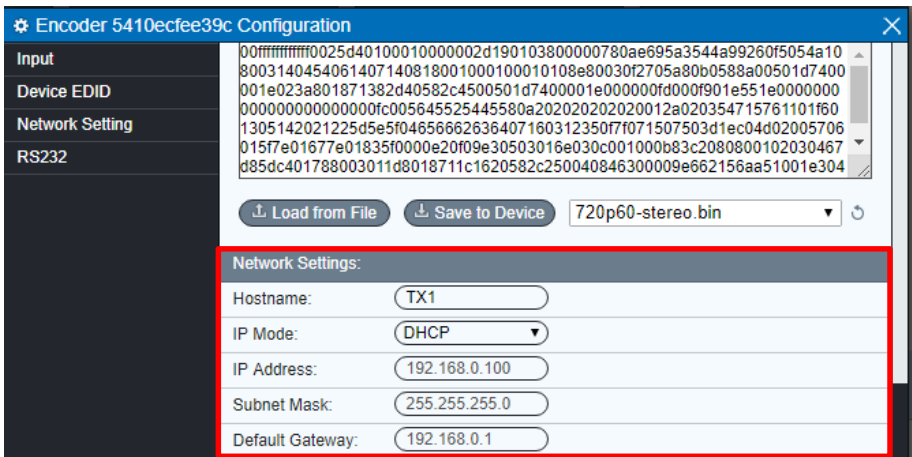 Encoder 5410ecfee39c Configuration
Input
Device EDID
Network Setting
RS232
00ffffffffffff0025d40100010000002d190103800000780ae695a3544a99260f5054a10
80031404540614071408180010001000100010108e80030f2705a80b0588a00501d7400
001e023a801871382d40582c4500501d7400001e000000fd000f901e551e0000000
000000000000000fc005645525445580a202020202020012a020354715761101f60
1305142021225d5e5f04656662636407160312350f7f071507503d1ec04d02005706
015f7e01677e01835f0000e20f09e30503016e030c001000b83c2080800102030467
d85dc401788003011d8018711c1620582c250040846300009e662156aa51001e304
Load from File
Save to Device
720p60-stereo.bin
Network Settings:
Hostname: TX1
IP Mode: DHCP
IP Address: 192.168.0.100
Subnet Mask: 255.255.255.0
Default Gateway: 192.168.0.1